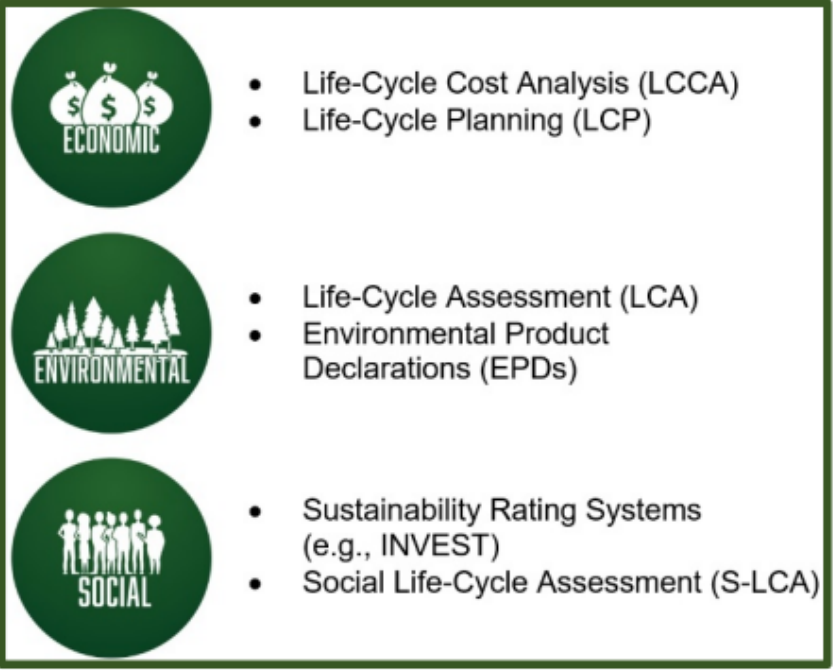 $ $ $
ECONOMIC
• Life-Cycle Cost Analysis (LCCA)
• Life-Cycle Planning (LCP)
ENVIRONMENTAL
• Life-Cycle Assessment (LCA)
• Environmental Product
Declarations (EPDs)
SOCIAL
• Sustainability Rating Systems
(e.g., INVEST)
• Social Life-Cycle Assessment (S-LCA)